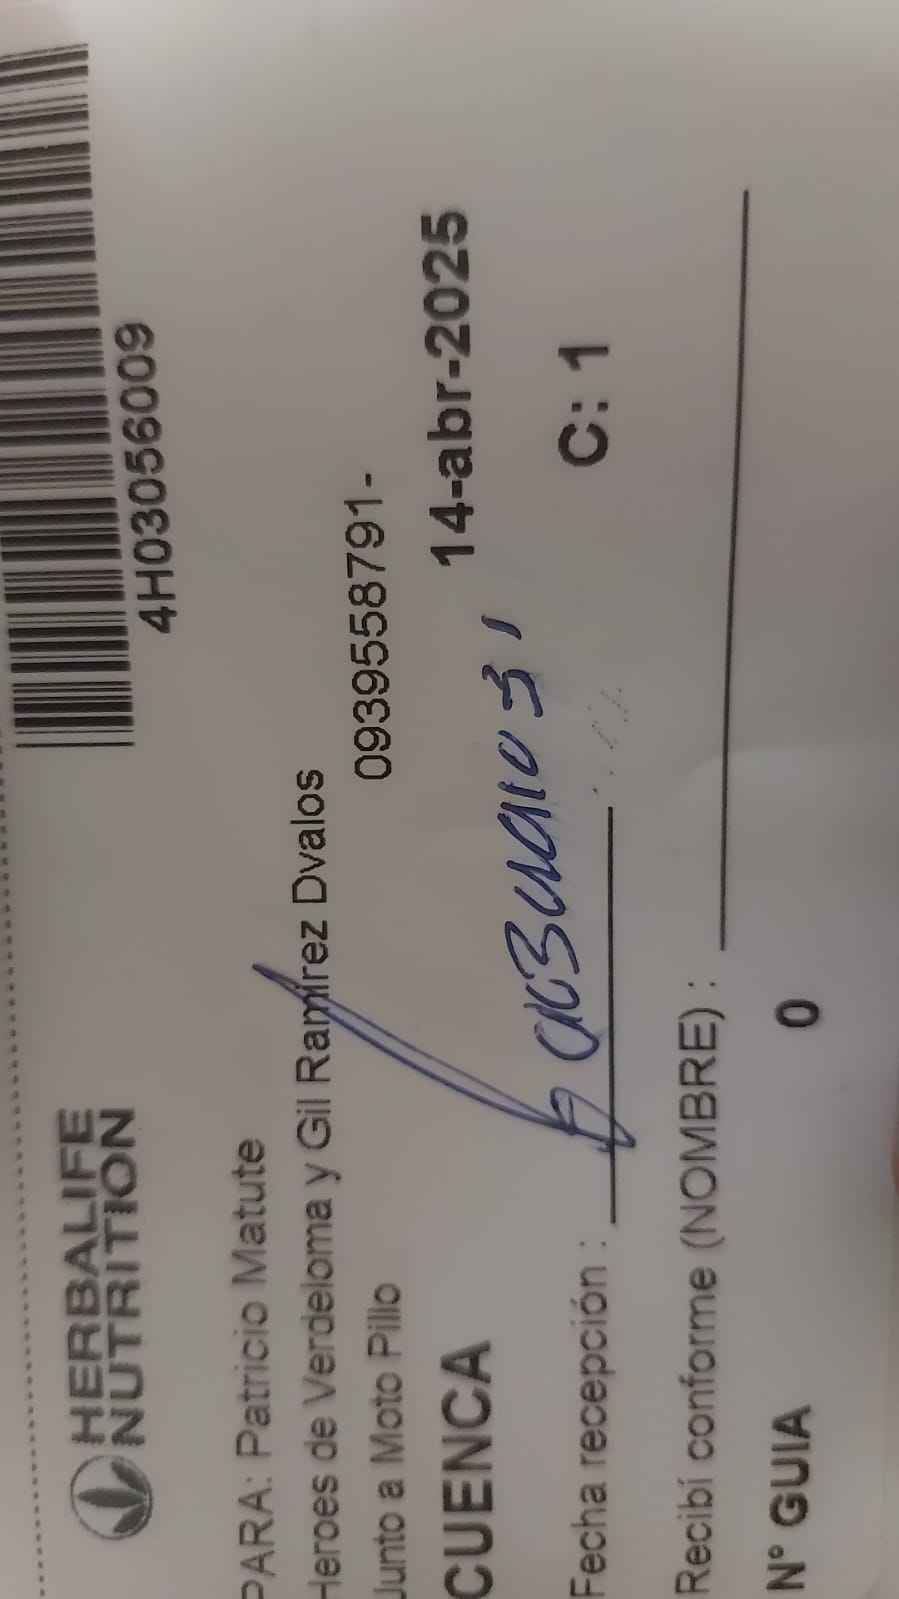 4H03056009
HERBALIFE
NUTRITION
PARA: Patricio Matute
Heroes de Verdeloma y Gil Ramirez Dvalos
Junto a Moto Pillo 0939558791-
CUENCA 14-abr-2025
Fecha recepción : C: 1
Recibí conforme (NOMBRE) :
N° GUIA 0